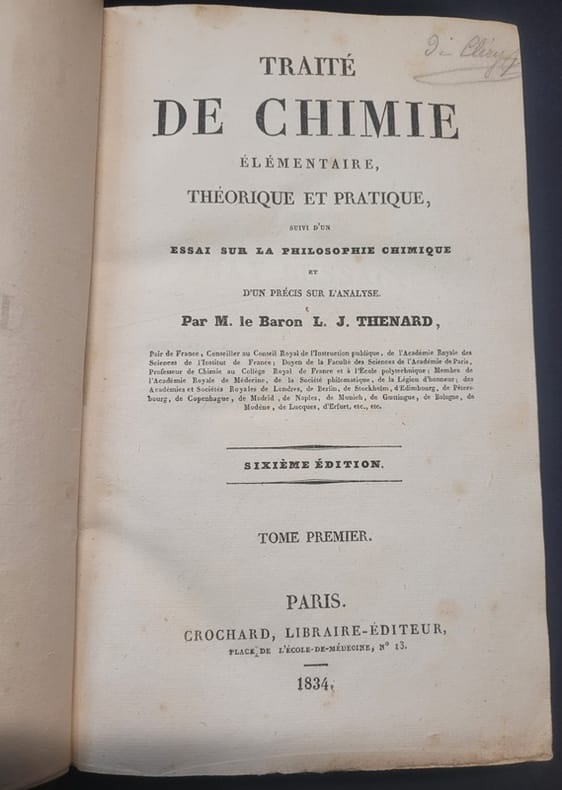 TRAITÉ
DE CHIMIE
ÉLÉMENTAIRE,
THÉORIQUE ET PRATIQUE,
SUIVI D'UN
ESSAI SUR LA PHILOSOPHIE CHIMIQUE
ET
D'UN PRÉCIS SUR L'ANALYSE.
Par M. le Baron L. J. THENARD,
Pair de France, Conseiller au Conseil Royal de l'Instruction publique, de l'Académie Royale des
Sciences de l'Institut de France; Doyen de la Faculté des Sciences de l'Académie de Paris,
Professeur de Chimie au Collége Royal de France et à l'École polytechnique; Membre de
l'Académie Royale de Médecine, de la Société philomatique, de la Légion d'honneur; des
Académies et Sociétés Royales de Londres, de Berlin, de Stockholm, d'Edimbourg, de Péters-
bourg, de Copenhague, de Madrid, de Naples, de Munich, de Gottingue, de Bologne, de
Modène, de Lucques, d'Erfurt, etc., etc.
SIXIÈME ÉDITION.
TOME PREMIER.
PARIS.
CROCHARD, LIBRAIRE-ÉDITEUR,
PLACE DE L'ÉCOLE-DE-MÉDECINE, N° 13.
1834.